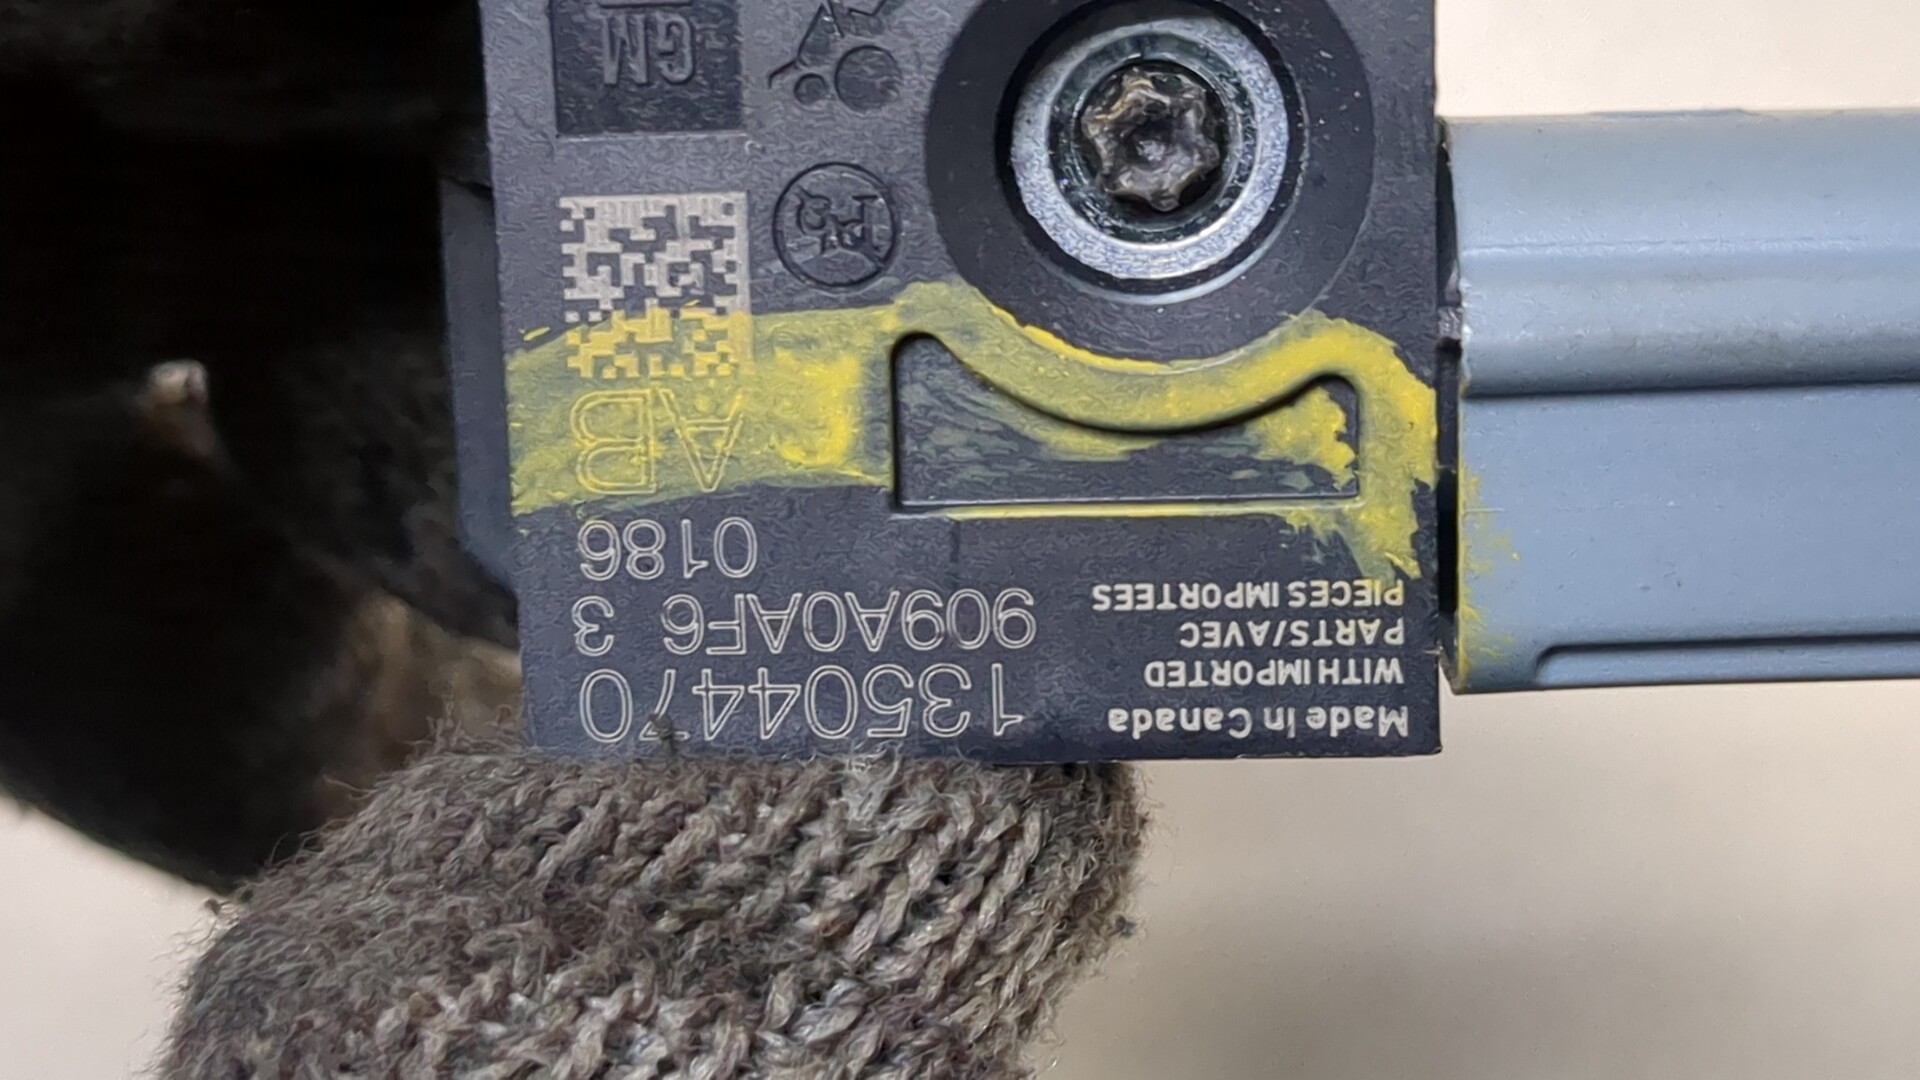 13504470
909A0AF6 3
0186
AB
Made in Canada
WITH IMPORTED
PARTS/AVEC
PIECES IMPORTEES
GM